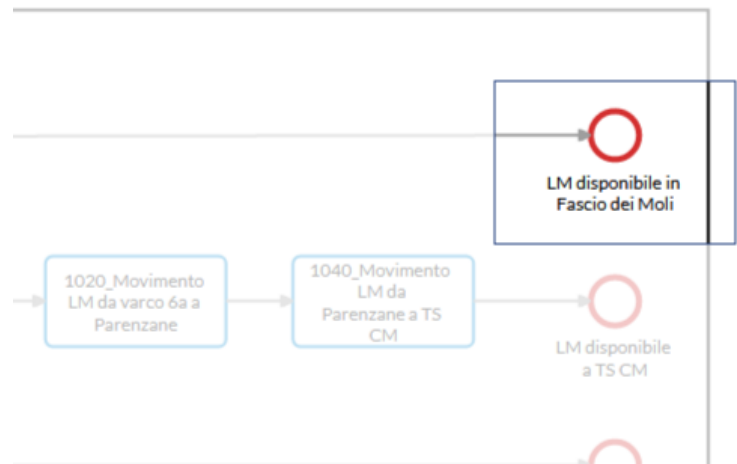 LM disponibile in
Fascio dei Moli
1020_Movimento
LM da varco 6a a
Parenzane
1040_Movimento
LM da
Parenzane a TS
CM
LM disponibile
a TS CM